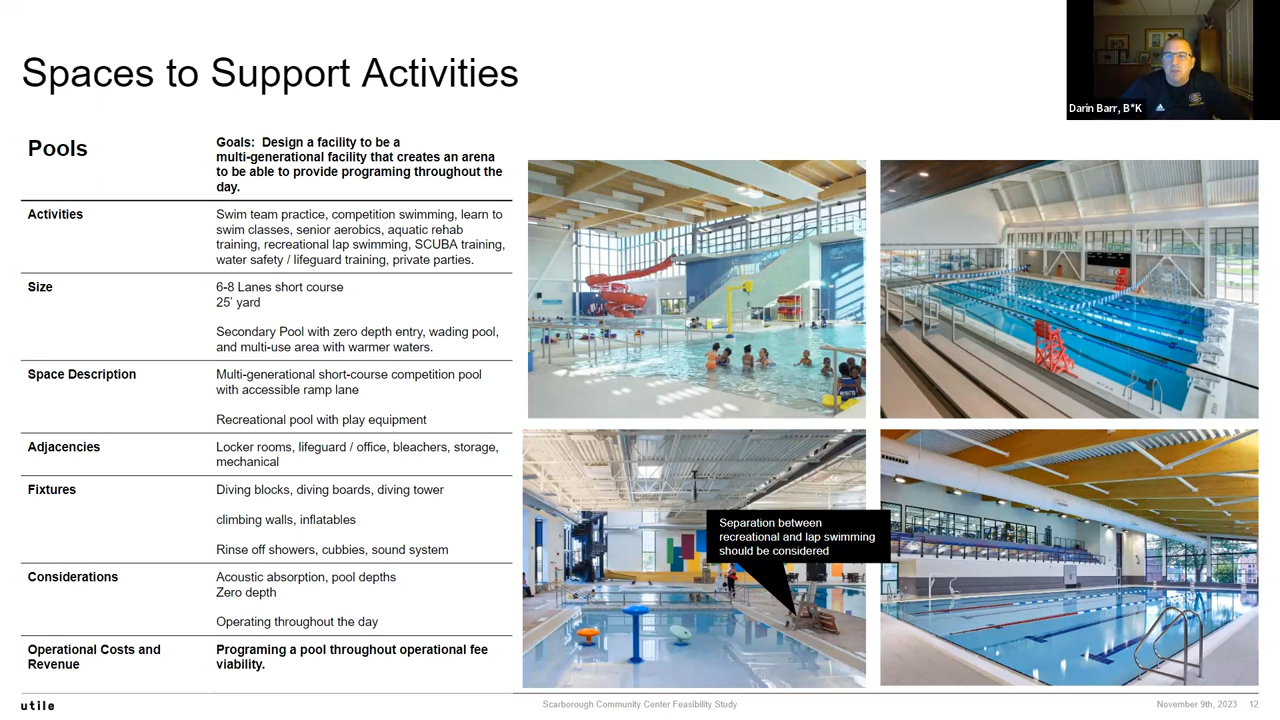 Spaces to Support Activities
Darin Barr, B*K
Pools
Goals:  Design a facility to be a
multi-generational facility that creates an arena
to be able to provide programing throughout the
day.
Activities
Swim team practice, competition swimming, learn to
swim classes, senior aerobics, aquatic rehab
training, recreational lap swimming, SCUBA training,
water safety / lifeguard training, private parties.
Size
6-8 Lanes short course
25' yard
Secondary Pool with zero depth entry, wading pool,
and multi-use area with warmer waters.
Space Description
Multi-generational short-course competition pool
with accessible ramp lane
Recreational pool with play equipment
Adjacencies
Locker rooms, lifeguard / office, bleachers, storage,
mechanical
Fixtures
Diving blocks, diving boards, diving tower
climbing walls, inflatables
Rinse off showers, cubbies, sound system
Considerations
Acoustic absorption, pool depths
Zero depth
Operating throughout the day
Operational Costs and
Revenue
Programing a pool throughout operational fee
viability.
Separation between
recreational and lap swimming
should be considered
utile
Scarborough Community Center Feasibility Study
November 9th, 2023 12